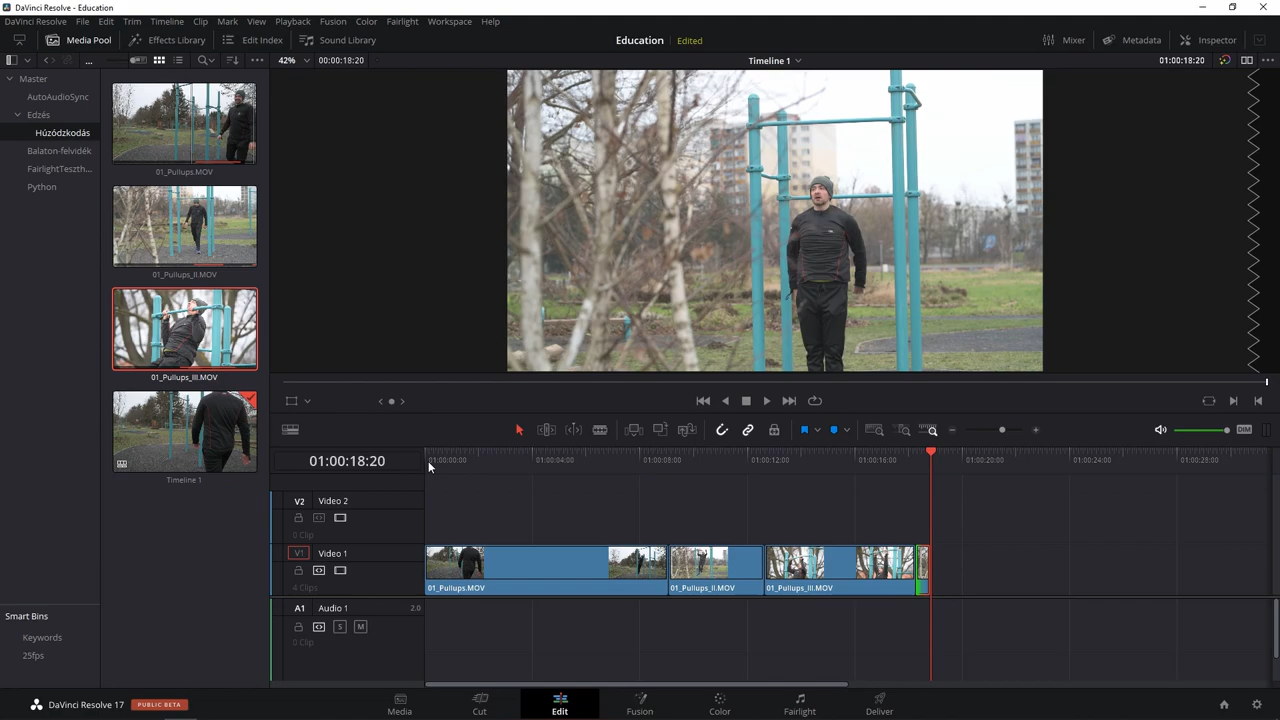 DaVinci Resolve - Education
DaVinci Resolve File Edit Trim Timeline Clip Mark View Playback Fusion Color Fairlight Workspace Help
Media Pool Effects Library Edit Index Sound Library Education Edited Mixer Metadata Inspector
42% 00:00:18:20 Timeline 1 01:00:18:20
Master
AutoAudioSync
Edzés
Húzódzkodás
Balaton-felvidék
FairlightTeszth...
Python
01_Pullups.MOV
01_Pullups_II.MOV
01_Pullups_III.MOV
Timeline 1
DIM
01:00:18:20
01:00:00:00 01:00:04:00 01:00:08:00 01:00:12:00 01:00:16:00 01:00:20:00 01:00:24:00 01:00:28:00
V2 Video 2
0 Clip
V1 Video 1
4 Clips
01_Pullups.MOV 01_Pullups_II.MOV 01_Pullups_III.MOV
A1 Audio 1 2.0
S M
0 Clip
Smart Bins
Keywords
25fps
DaVinci Resolve 17 PUBLIC BETA
Media Cut Edit Fusion Color Fairlight Deliver